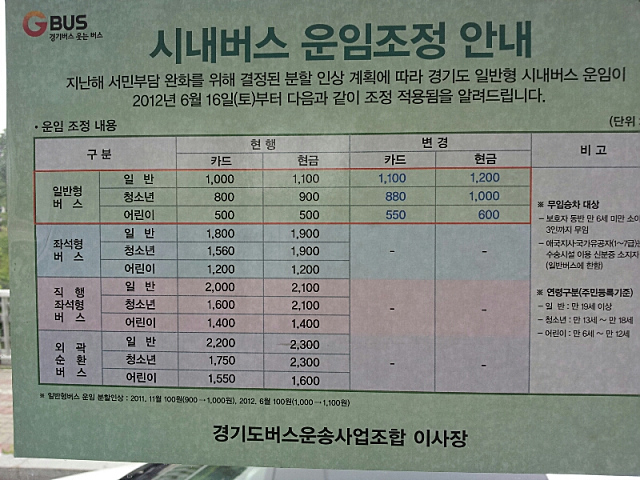 GBUS
경기버스 웃는 버스
시내버스 운임조정 안내
지난해 서민부담 완화를 위해 결정된 분할 인상 계획에 따라 경기도 일반형 시내버스 운임이
2012년 6월 16일(토)부터 다음과 같이 조정 적용됨을 알려드립니다.
• 운임 조정 내용
(단위
구 분 현 행 변 경 비 고
카드 현금 카드 현금
일반형 버 스
일 반 1,000 1,100 1,100 1,200
청소년 800 900 880 1,000
어린이 500 500 550 600
좌석형 버 스
일 반 1,800 1,900
청소년 1,560 1,900 - -
어린이 1,200 1,200
직 행 좌석형 버 스
일 반 2,000 2,100
청소년 1,600 2,100 - -
어린이 1,400 1,400
외 곽 순 환 버 스
일 반 2,200 2,300
청소년 1,750 2,300 - -
어린이 1,550 1,600
※ 무임승차 대상
- 보호자 동반 만 6세 미만 소아
3인까지 무임
- 애국지사·국가유공자(1~7급)
수송시설 이용 신분증 소지자
(일반버스에 한함)
※ 연령구분(주민등록기준)
- 일 반 : 만 19세 이상
- 청소년 : 만 13세 ~ 만 18세
- 어린이 : 만 6세 ~ 만 12세
※ 일반형버스 운임 분할인상 : 2011. 11월 100원(900→1,000원), 2012. 6월 100원(1,000→1,100원)
경기도버스운송사업조합 이사장